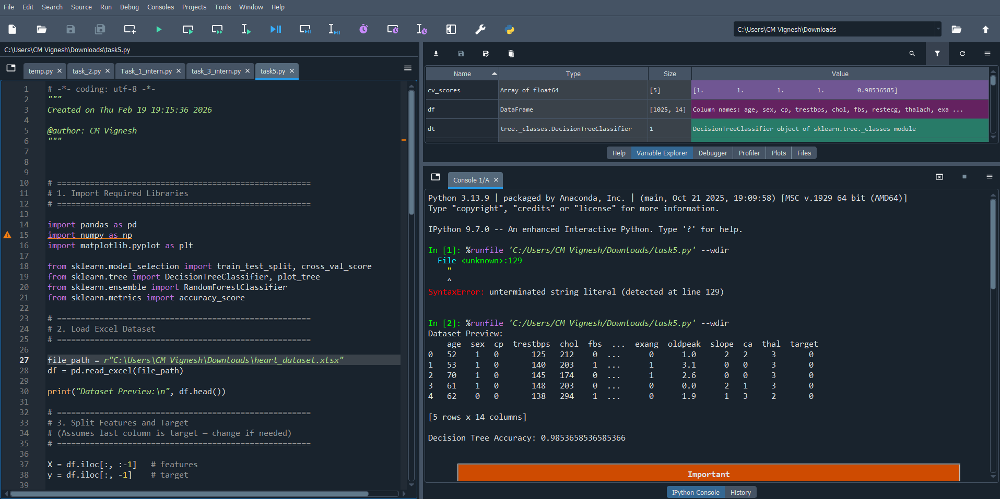 File Edit Search Source Run Debug Consoles Projects Tools Window Help
C:\Users\CM Vignesh\Downloads
C:\Users\CM Vignesh\Downloads\task5.py
temp.py task_2.py Task_1_intern.py task_3_intern.py task5.py
1 # -*- coding: utf-8 -*-
2 """
3 Created on Thu Feb 19 19:15:36 2026
4
5 @author: CM Vignesh
6 """
7
8
9
10 # ======================================================
11 # 1. Import Required Libraries
12 # ======================================================
13
14 import pandas as pd
15 import numpy as np
16 import matplotlib.pyplot as plt
17
18 from sklearn.model_selection import train_test_split, cross_val_score
19 from sklearn.tree import DecisionTreeClassifier, plot_tree
20 from sklearn.ensemble import RandomForestClassifier
21 from sklearn.metrics import accuracy_score
22
23 # ======================================================
24 # 2. Load Excel Dataset
25 # ======================================================
26
27 file_path = r"C:\Users\CM Vignesh\Downloads\heart_dataset.xlsx"
28 df = pd.read_excel(file_path)
29
30 print("Dataset Preview:\n", df.head())
31
32 # ======================================================
33 # 3. Split Features and Target
34 # (Assumes last column is target — change if needed)
35 # ======================================================
36
37 X = df.iloc[:, :-1]   # features
38 y = df.iloc[:, -1]    # target
39
Name Type Size Value
cv_scores Array of float64 [5] [1. 1. 1. 1. 0.98536585]
df DataFrame [1025, 14] Column names: age, sex, cp, trestbps, chol, fbs, restecg, thalach, exa ...
dt tree._classes.DecisionTreeClassifier 1 DecisionTreeClassifier object of sklearn.tree._classes module
Help Variable Explorer Debugger Profiler Plots Files
Console 1/A
Python 3.13.9 | packaged by Anaconda, Inc. | (main, Oct 21 2025, 19:09:58) [MSC v.1929 64 bit (AMD64)]
Type "copyright", "credits" or "license" for more information.
IPython 9.7.0 -- An enhanced Interactive Python. Type '?' for help.
In [1]: %runfile 'C:/Users/CM Vignesh/Downloads/task5.py' --wdir
File <unknown>:129
"
^
SyntaxError: unterminated string literal (detected at line 129)
In [2]: %runfile 'C:/Users/CM Vignesh/Downloads/task5.py' --wdir
Dataset Preview:
age sex cp trestbps chol fbs ... exang oldpeak slope ca thal target
0 52 1 0 125 212 0 ... 0 1.0 2 2 3 0
1 53 1 0 140 203 1 ... 1 3.1 0 0 3 0
2 70 1 0 145 174 0 ... 1 2.6 0 0 3 0
3 61 1 0 148 203 0 ... 0 0.0 2 1 3 0
4 62 0 0 138 294 1 ... 0 1.9 1 3 2 0
[5 rows x 14 columns]
Decision Tree Accuracy: 0.9853658536585366
Important
IPython Console History